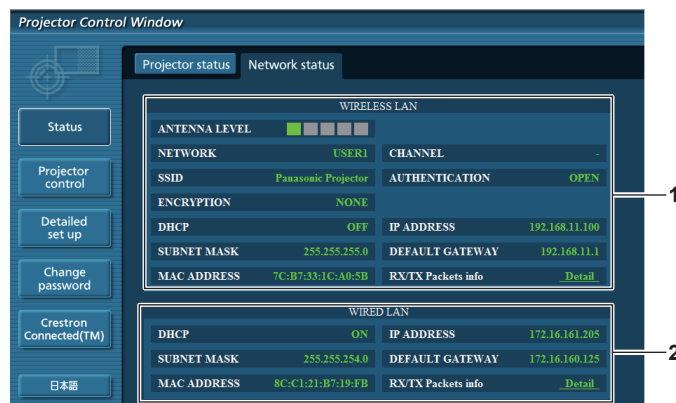 Projector Control Window
Projector status Network status
Status
Projector control
Detailed set up
Change password
Crestron Connected(TM)
日本語
WIRELESS LAN
ANTENNA LEVEL
NETWORK USER1 CHANNEL -
SSID Panasonic Projector AUTHENTICATION OPEN
ENCRYPTION NONE
DHCP OFF IP ADDRESS 192.168.11.100
SUBNET MASK 255.255.255.0 DEFAULT GATEWAY 192.168.11.1
MAC ADDRESS 7C:B7:33:1C:A0:5B RX/TX Packets info Detail
1
WIRED LAN
DHCP ON IP ADDRESS 172.16.161.205
SUBNET MASK 255.255.254.0 DEFAULT GATEWAY 172.16.160.125
MAC ADDRESS 8C:C1:21:B7:19:FB RX/TX Packets info Detail
2